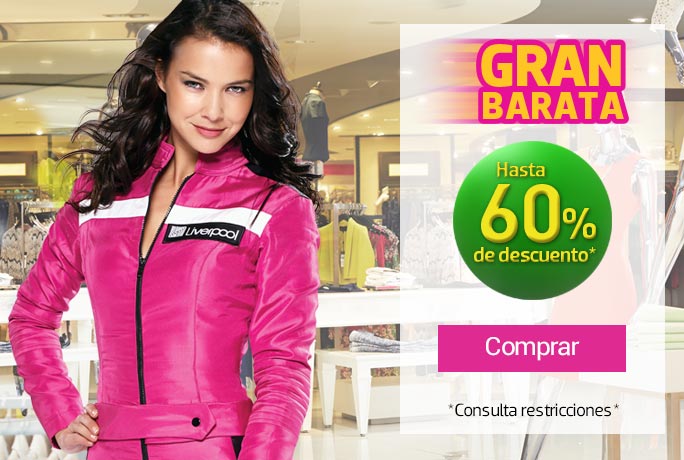 Liverpool
GRAN
BARATA
Hasta
60%
de descuento*
Comprar
*Consulta restricciones*